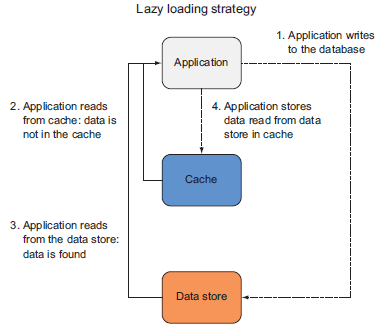 Lazy loading strategy
1. Application writes
to the database
Application
2. Application reads
from cache: data is
not in the cache
4. Application stores
data read from data
store in cache
Cache
3. Application reads
from the data store:
data is found
Data store